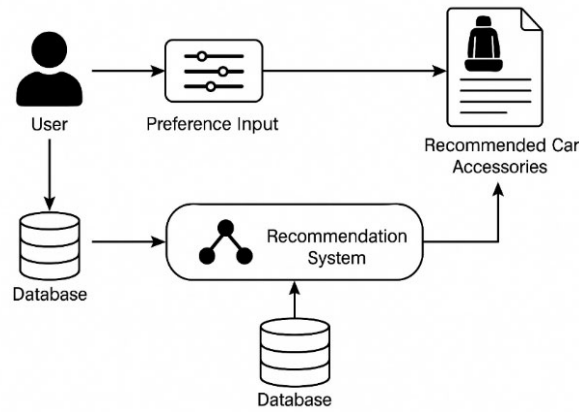 User
Preference Input
Recommended Car
Accessories
Database
Recommendation
System
Database